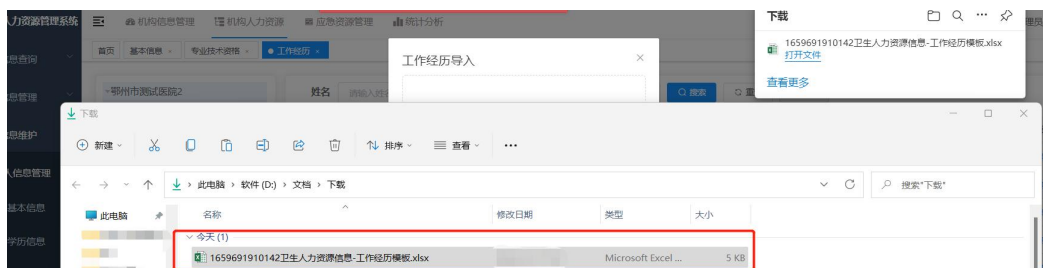 人力资源管理系统
机构信息管理
机构人力资源
应急资源管理
统计分析
首页
基本信息
专业技术资格
工作经历
工作经历导入
下载
1659691910142卫生人力资源信息-工作经历模板.xlsx
打开文件
查看更多
鄂州市测试医院2
姓名
搜索
下载
新建
排序
查看
此电脑 > 软件 (D:) > 文档 > 下载
搜索"下载"
信息查询
信息管理
信息维护
人信息管理
基本信息
学历信息
此电脑
名称
修改日期
类型
大小
今天 (1)
1659691910142卫生人力资源信息-工作经历模板.xlsx
Microsoft Excel ...
5 KB